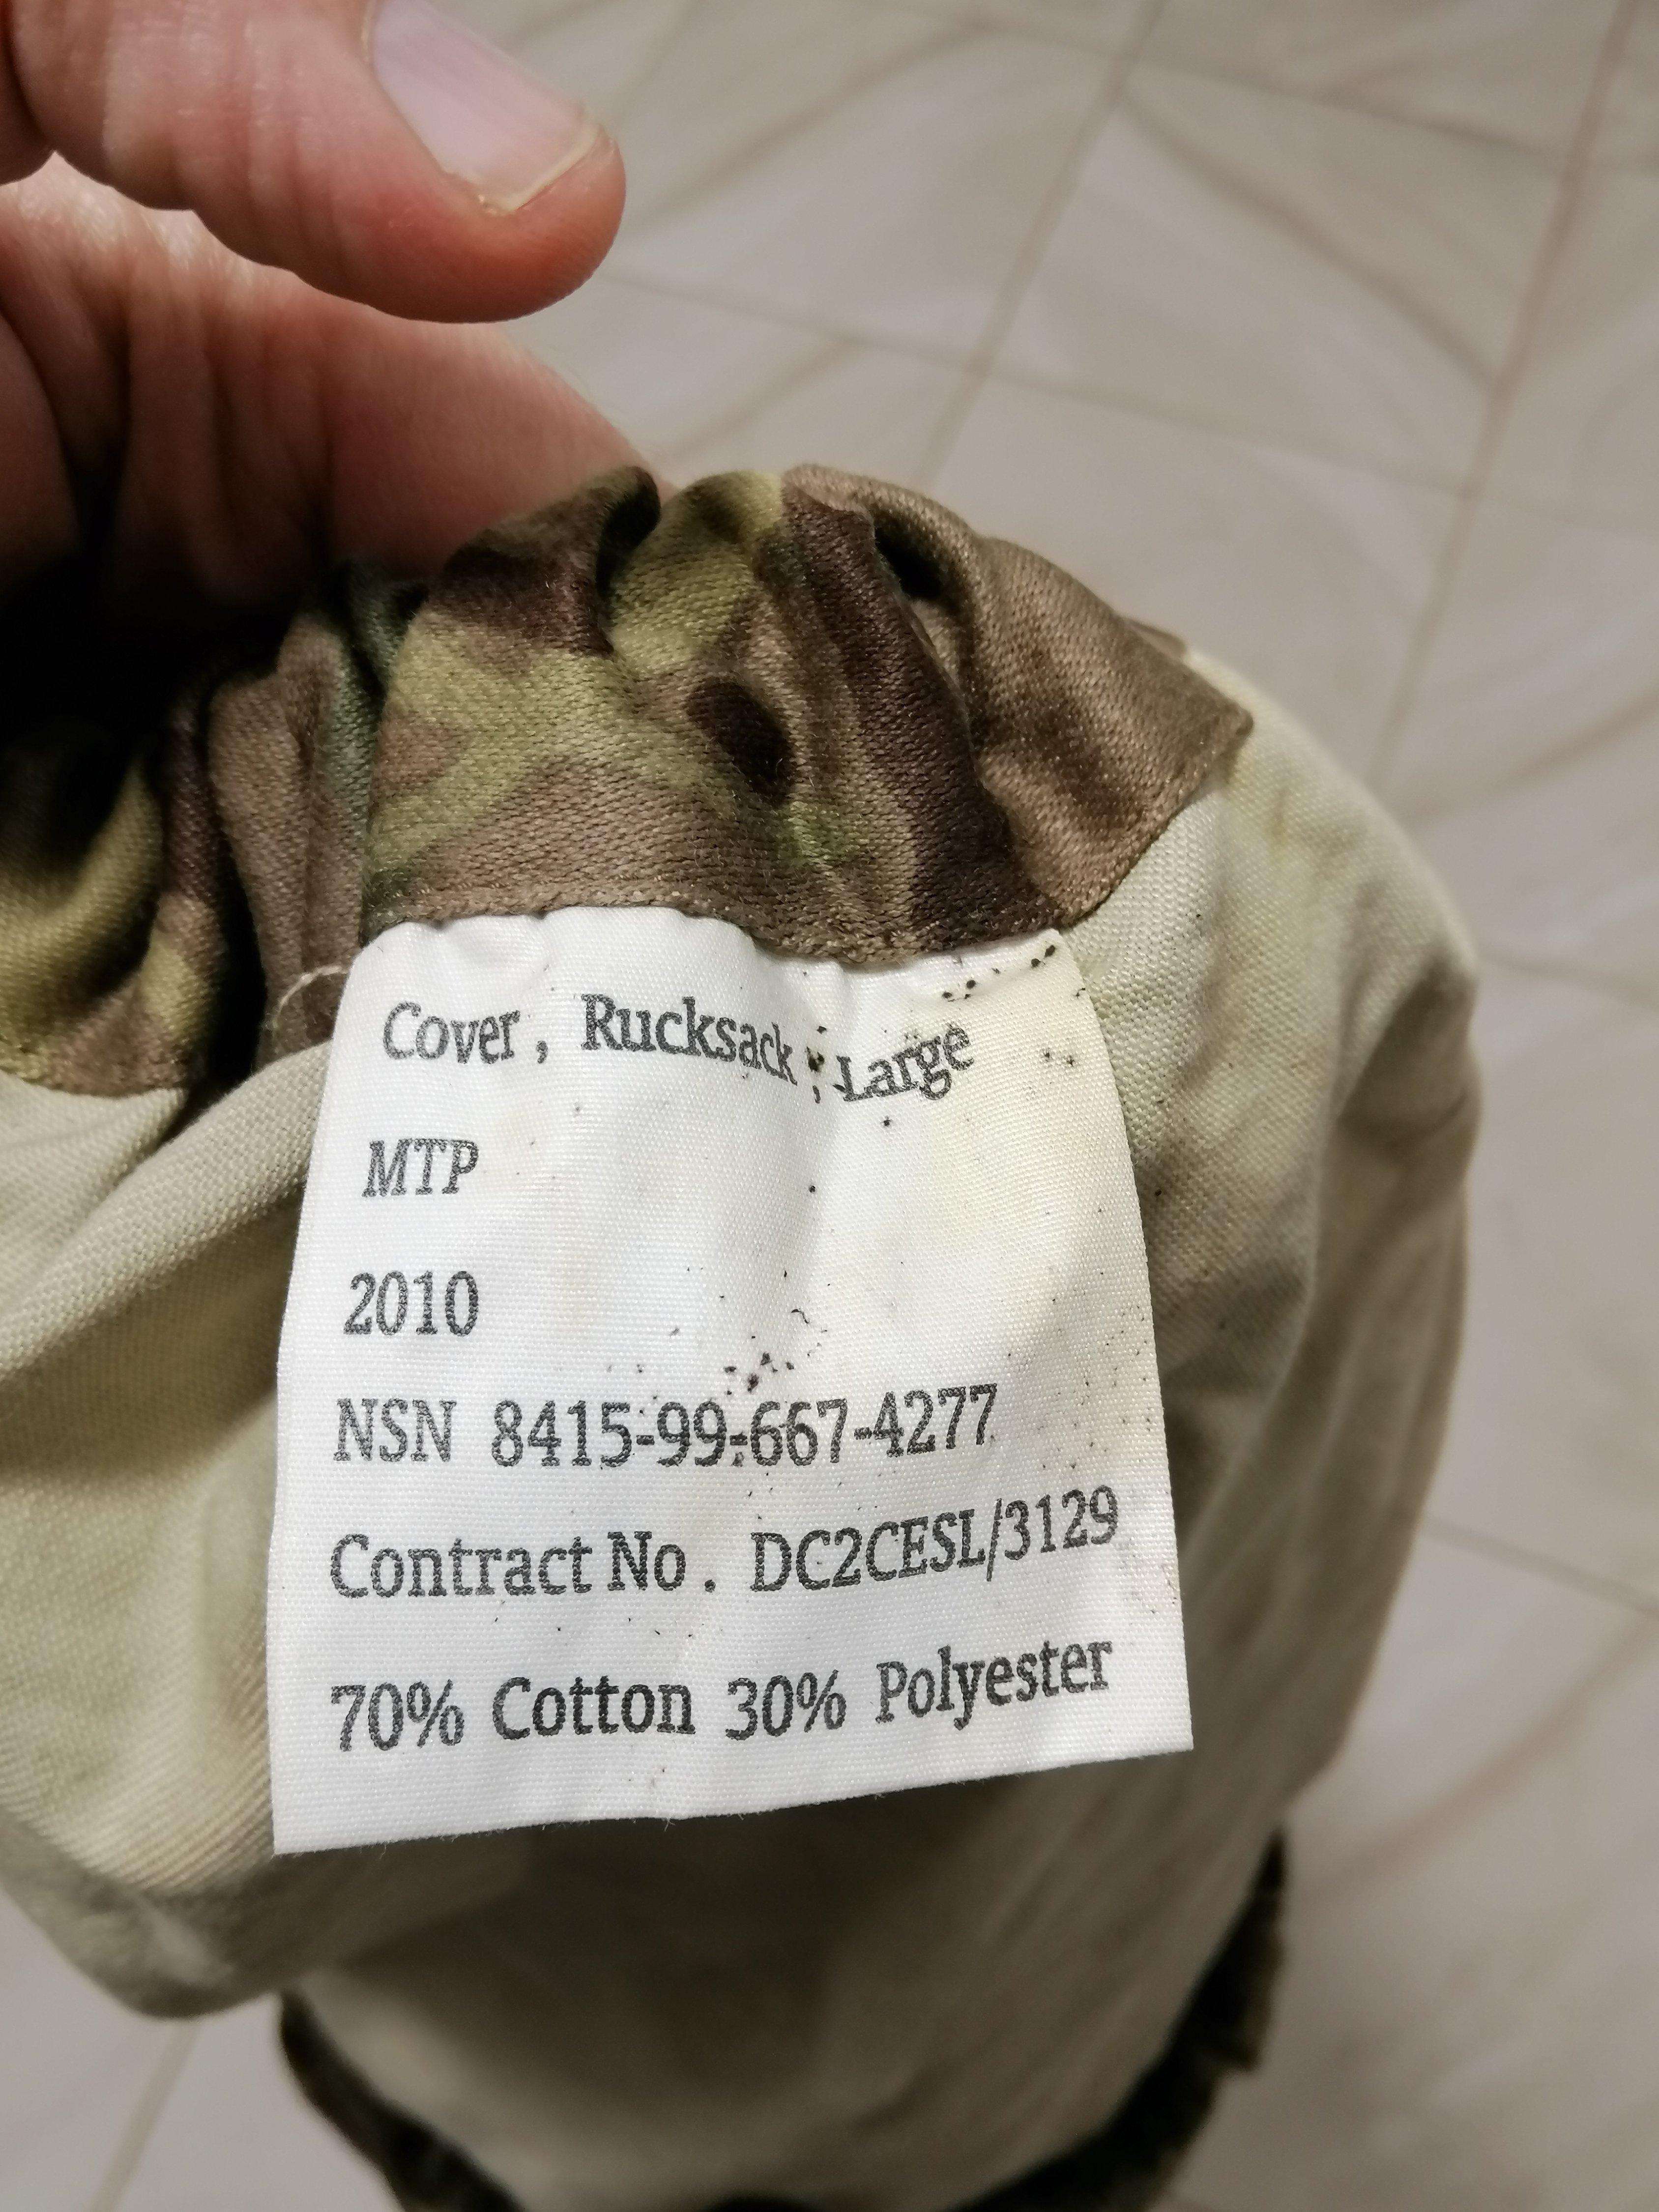 Cover, Rucksack, Large
MTP
2010
NSN 8415-99-667-4277
Contract No. DC2CESL/3129
70% Cotton 30% Polyester